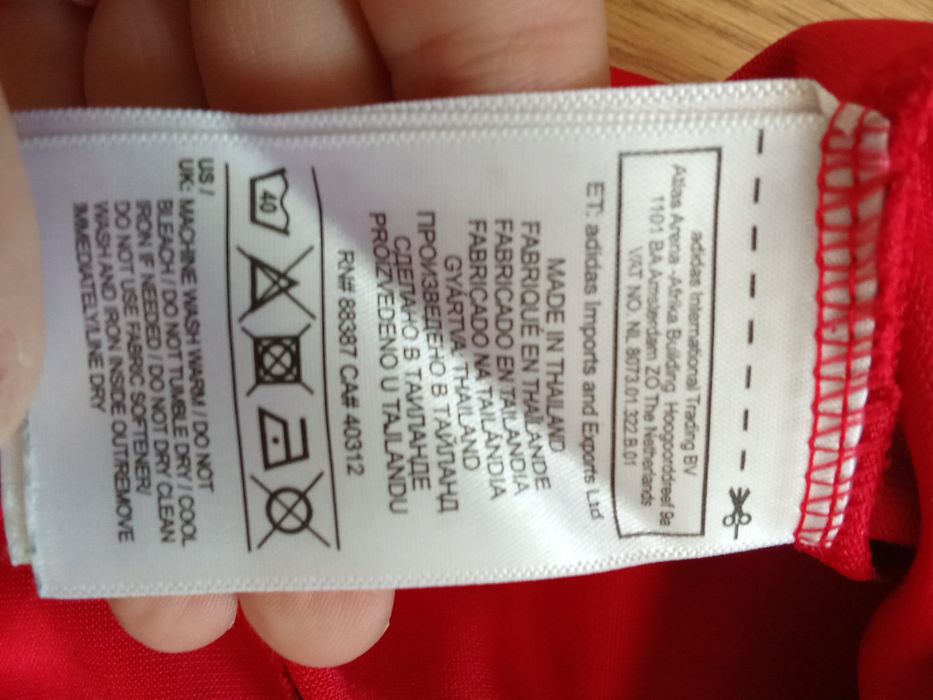 adidas International Trading BV
Atlas Arena -Afrika Building, Hoogoorddreef 9a
1101 BA Amsterdam ZO The Netherlands
VAT NO. NL 8073.01.322.B.01
ET: adidas Imports and Exports Ltd
MADE IN THAILAND
FABRIQUÉ EN THAÏLANDE
FABRICADO EN TAILANDIA
FABRICADO NA TAILÂNDIA
GYÁRTVA THAILAND
ПРОИЗВЕДЕНО В ТАЙЛАНД
СДЕЛАНО В ТАИЛАНДЕ
PROIZVEDENO U TAJLANDU
RN# 88387 CA# 40312
40
US /
UK: MACHINE WASH WARM / DO NOT
BLEACH / DO NOT TUMBLE DRY / COOL
IRON IF NEEDED / DO NOT DRY CLEAN
DO NOT USE FABRIC SOFTENER/
WASH AND IRON INSIDE OUT/REMOVE
IMMEDIATELY/LINE DRY